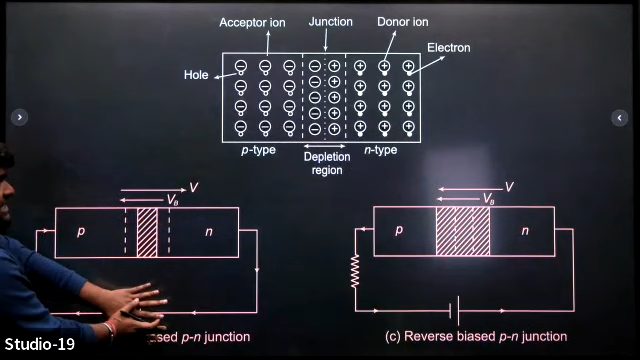 Acceptor ion
Junction
Donor ion
Electron
Hole
p-type
Depletion
region
n-type
V
V_B
p
n
p-n junction
V
V_B
p
n
(c) Reverse biased p-n junction
Studio-19